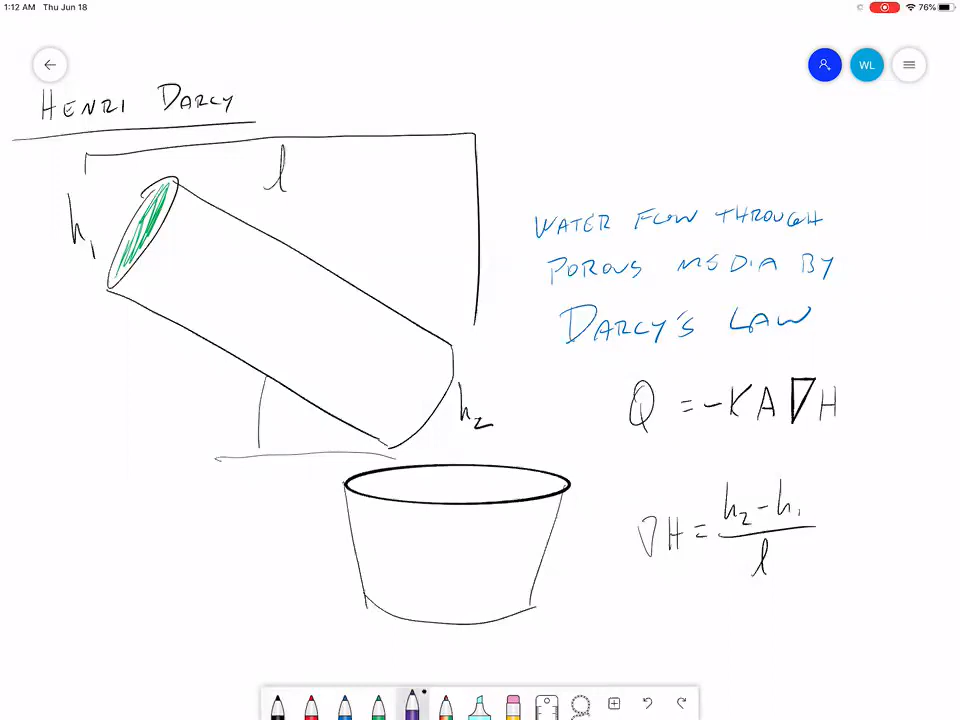 1:12 AM Thu Jun 18
76%
WL
HENRI DARCY
l
h₁
WATER FLOW THROUGH
POROUS MEDIA BY
DARCY'S LAW
Q = -KA∇H
h₂
∇H = h₂-h₁
l